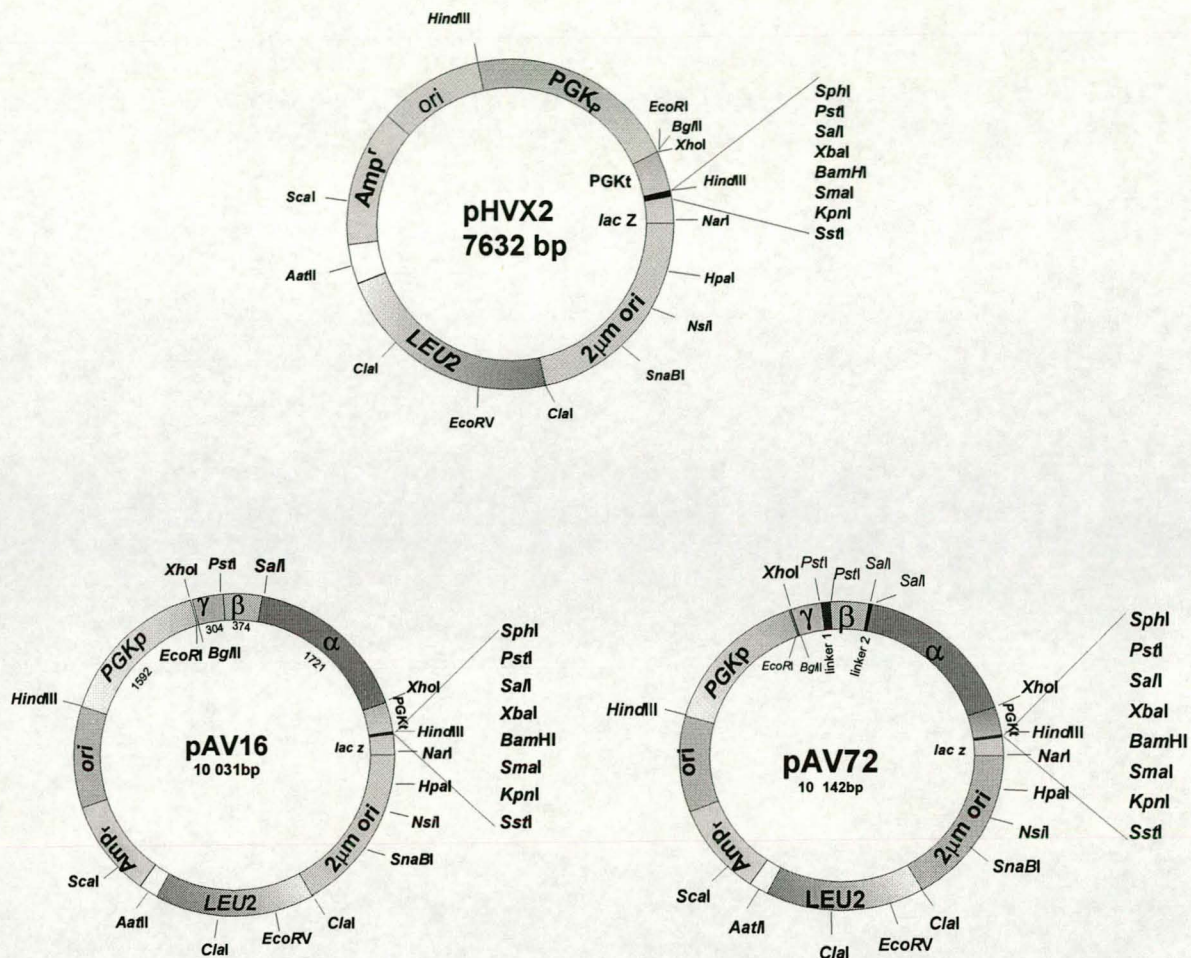 HindIII
PGKp
ori
EcoRI
BglII
XhoI
SphI
PstI
SalI
XbaI
BamHI
SmaI
KpnI
SstI
Amp r
PGKt
HindIII
ScaI
pHVX2
7632 bp
lac Z
NarI
AatII
HpaI
NsiI
2µm ori
SnaBI
LEU2
ClaI
EcoRV
ClaI
XhoI
PstI
SalI
γ
β
304
374
α
1721
EcoRI
BglII
PGKp
1592
HindIII
XhoI
PGKt
HindIII
SphI
PstI
SalI
XbaI
BamHI
SmaI
KpnI
SstI
ori
pAV16
10 031bp
lac z
NarI
HpaI
NsiI
2µm ori
SnaBI
Ampr
ScaI
AatII
LEU2
ClaI
EcoRV
ClaI
XhoI
PstI
PstI
SalI
SalI
γ
β
α
EcoRI
BglII
linker 1
linker 2
PGKp
HindIII
XhoI
PGKt
HindIII
SphI
PstI
SalI
XbaI
BamHI
SmaI
KpnI
SstI
ori
pAV72
10 142bp
lac z
NarI
HpaI
NsiI
2µm ori
SnaBI
Ampr
ScaI
AatII
LEU2
ClaI
EcoRV
ClaI